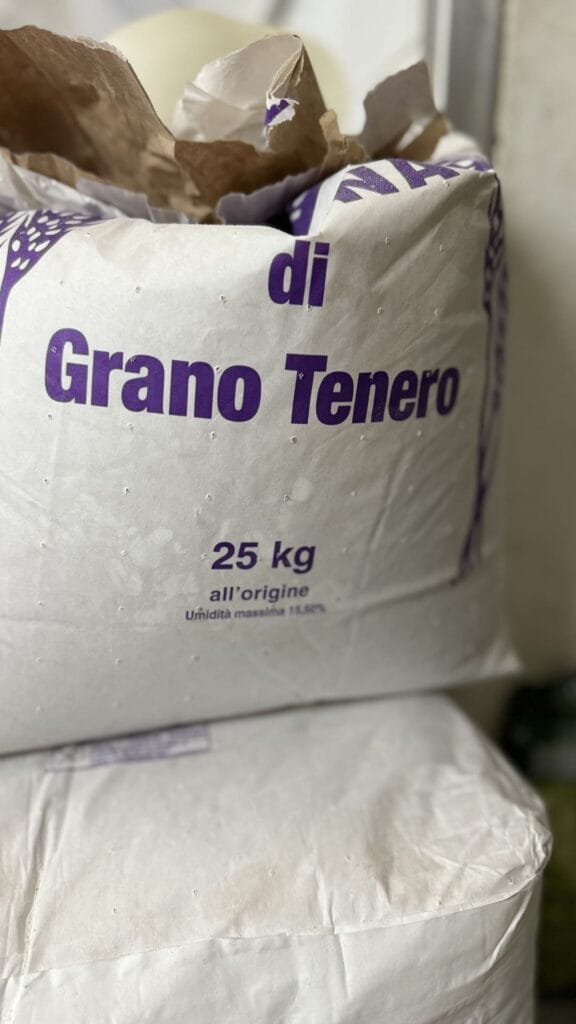 di
Grano Tenero
25 kg
all'origine
Umidità massima 15,50%